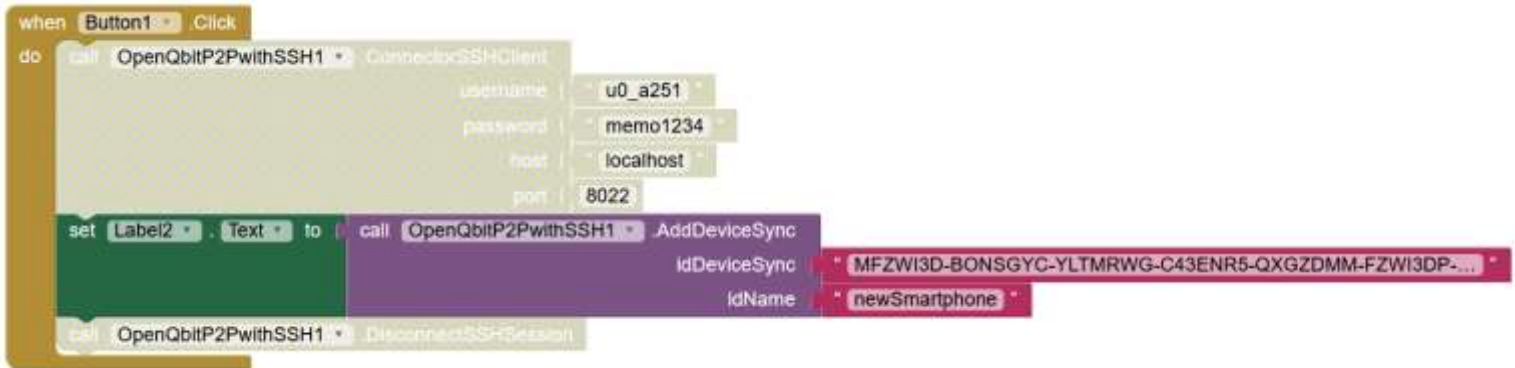 when Button1 .Click
do call OpenQbitP2PwithSSH1 .ConnectorSSHClient
username " u0_a251 "
password " memo1234 "
host " localhost "
port 8022
set Label2 . Text to call OpenQbitP2PwithSSH1 .AddDeviceSync
idDeviceSync " MFZWI3D-BONSGYC-YLTMRWG-C43ENR5-QXGZDMM-FZWI3DP-... "
IdName " newSmartphone "
call OpenQbitP2PwithSSH1 .DisconnectSSHSession